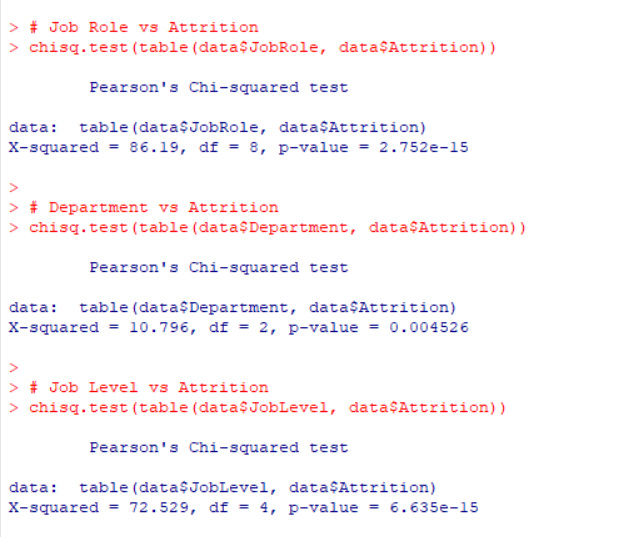 > # Job Role vs Attrition
> chisq.test(table(data$JobRole, data$Attrition))
Pearson's Chi-squared test
data:  table(data$JobRole, data$Attrition)
X-squared = 86.19, df = 8, p-value = 2.752e-15
>
> # Department vs Attrition
> chisq.test(table(data$Department, data$Attrition))
Pearson's Chi-squared test
data:  table(data$Department, data$Attrition)
X-squared = 10.796, df = 2, p-value = 0.004526
>
> # Job Level vs Attrition
> chisq.test(table(data$JobLevel, data$Attrition))
Pearson's Chi-squared test
data:  table(data$JobLevel, data$Attrition)
X-squared = 72.529, df = 4, p-value = 6.635e-15